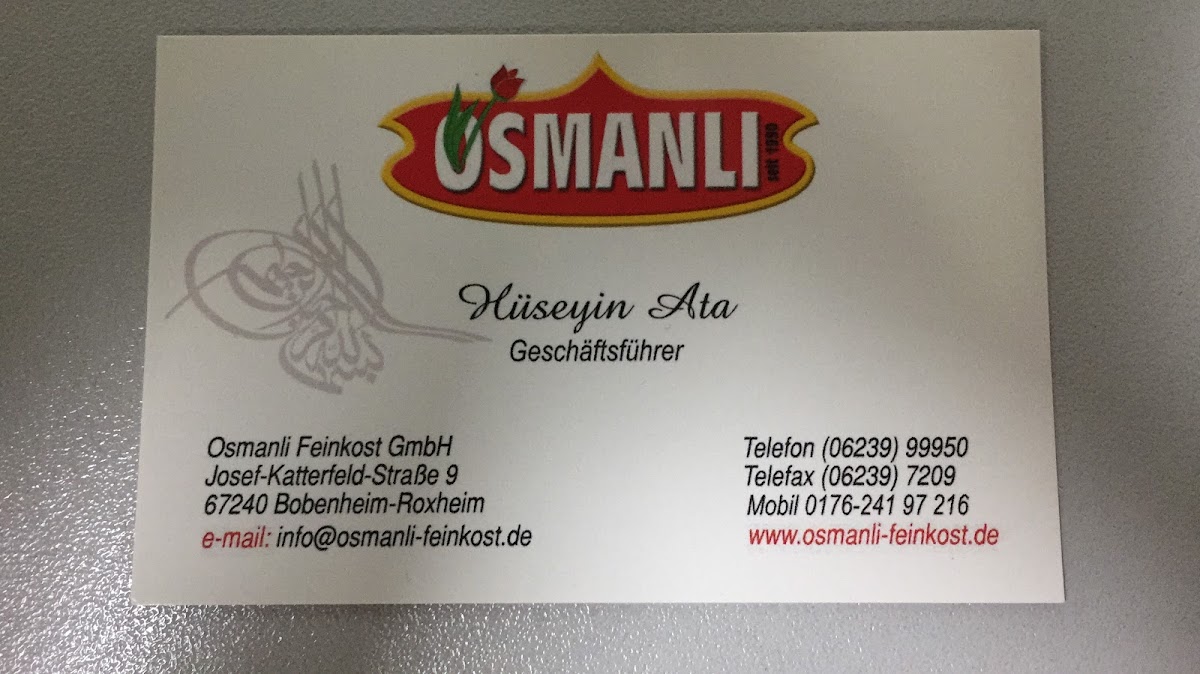 OSMANLI
seit 1990
Hüseyin Ata
Geschäftsführer
Osmanli Feinkost GmbH
Josef-Katterfeld-Straße 9
67240 Bobenheim-Roxheim
e-mail: info@osmanli-feinkost.de
Telefon (06239) 99950
Telefax (06239) 7209
Mobil 0176-241 97 216
www.osmanli-feinkost.de